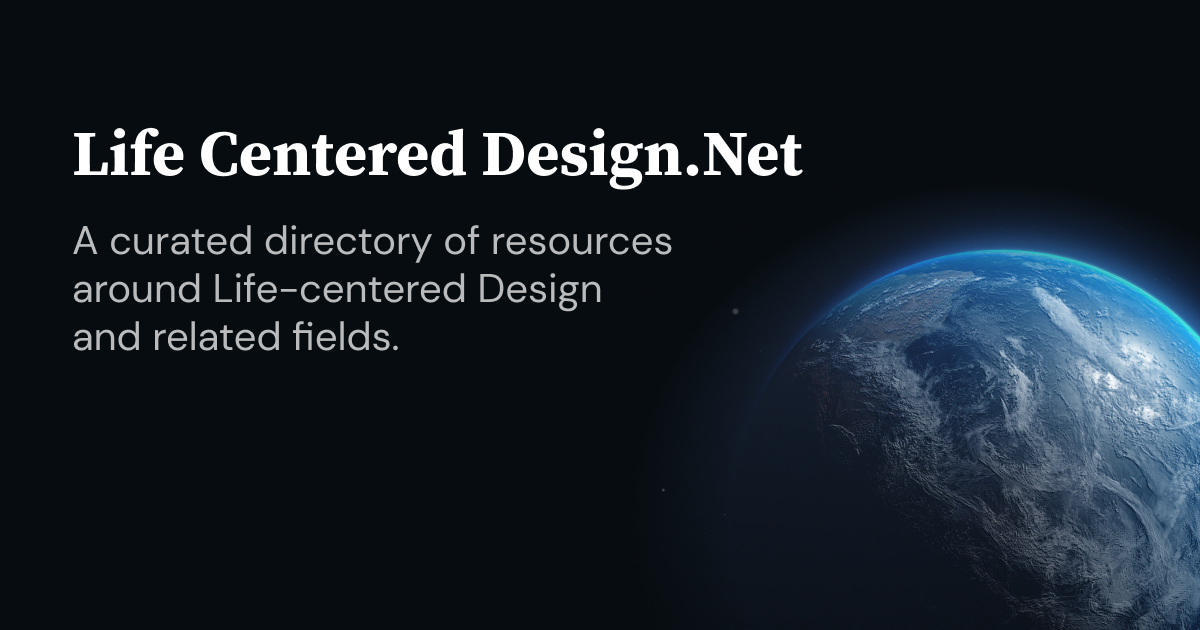 Life Centered Design.Net
A curated directory of resources
around Life-centered Design
and related fields.